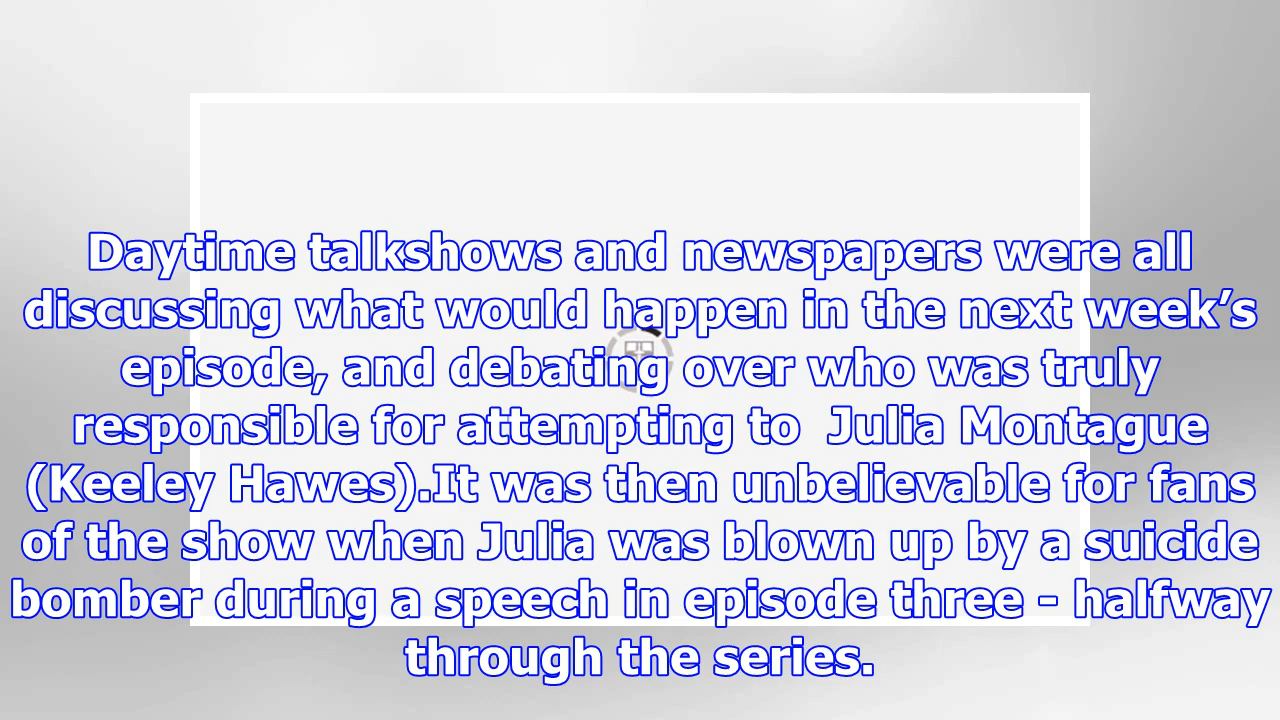 Daytime talkshows and newspapers were all
discussing what would happen in the next week’s
episode, and debating over who was truly
responsible for attempting to  Julia Montague
(Keeley Hawes).It was then unbelievable for fans
of the show when Julia was blown up by a suicide
bomber during a speech in episode three - halfway
through the series.